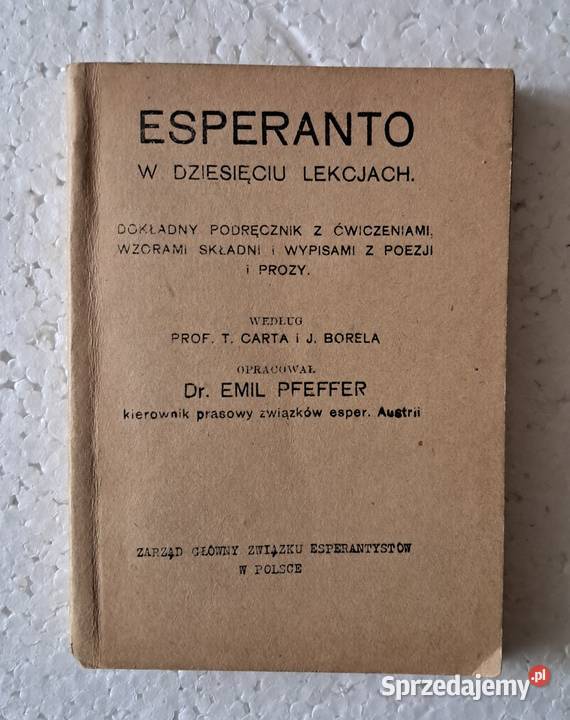 ESPERANTO
W DZIESIĘCIU LEKCJACH.
DOKŁADNY PODRĘCZNIK Z ĆWICZENIAMI,
WZORAMI SKŁADNI i WYPISAMI Z POEZJI
i PROZY.
WEDŁUG
PROF. T. CARTA i J. BORELA
OPRACOWAŁ
Dr. EMIL PFEFFER
kierownik prasowy związków esper. Austrii
ZARZĄD GŁÓWNY ZWIĄZKU ESPERANTYSTÓW
W POLSCE
Sprzedajemy.pl